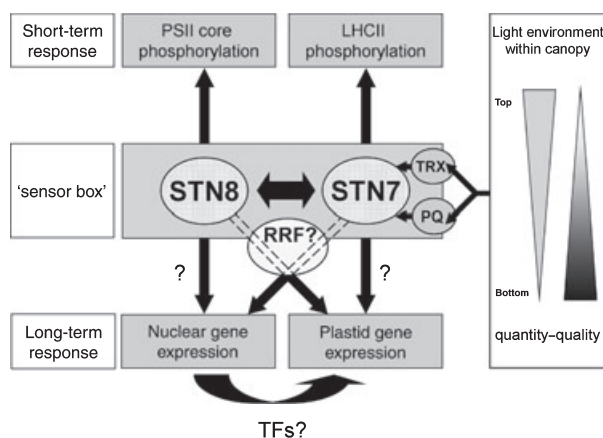 Short-term
response
PSII core
phosphorylation
LHCII
phosphorylation
Light environment
within canopy
Top
Bottom
quantity–quality
'sensor box'
STN8
STN7
TRX
PQ
RRF?
?
?
Long-term
response
Nuclear gene
expression
Plastid gene
expression
TFs?